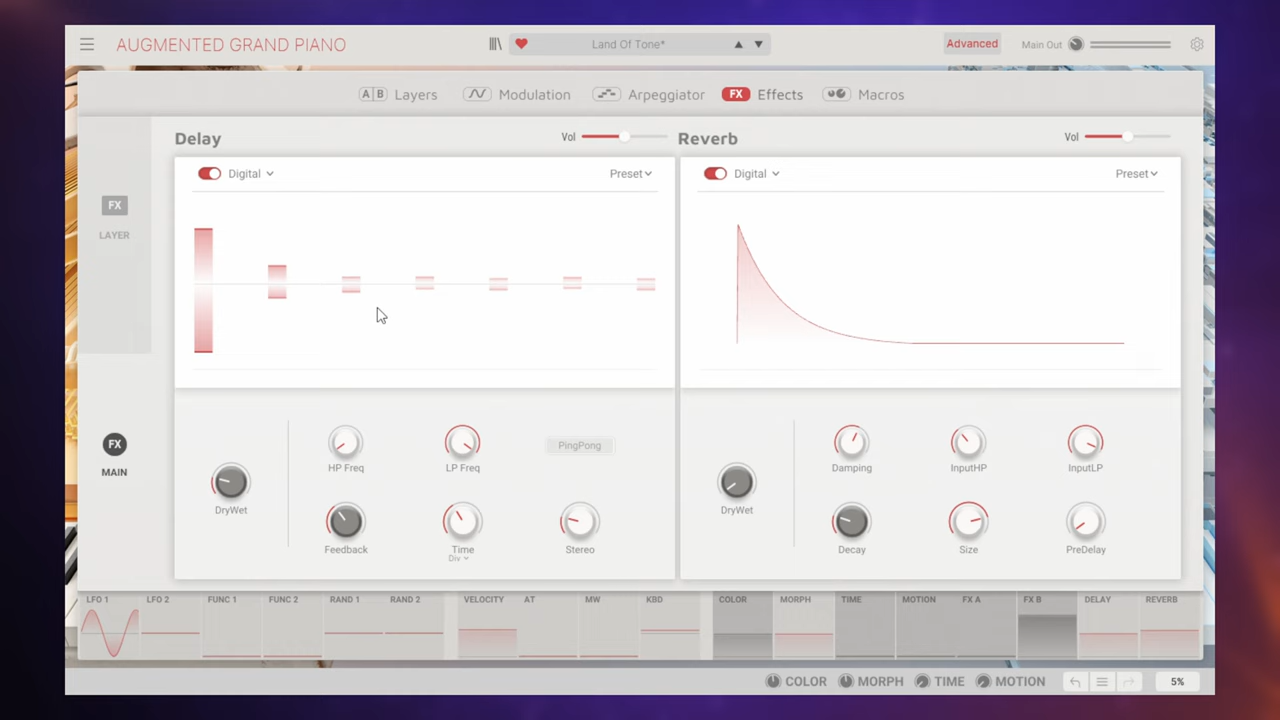 AUGMENTED GRAND PIANO
Land Of Tone*
Advanced
Main Out
A B Layers
Modulation
Arpeggiator
FX Effects
Macros
Delay
Vol
Reverb
Vol
Digital
Preset
Digital
Preset
FX
LAYER
FX
MAIN
HP Freq
LP Freq
PingPong
DryWet
Feedback
Time
Div
Stereo
Damping
InputHP
InputLP
DryWet
Decay
Size
PreDelay
LFO 1
LFO 2
FUNC 1
FUNC 2
RAND 1
RAND 2
VELOCITY
AT
MW
KBD
COLOR
MORPH
TIME
MOTION
FX A
FX B
DELAY
REVERB
COLOR
MORPH
TIME
MOTION
5%